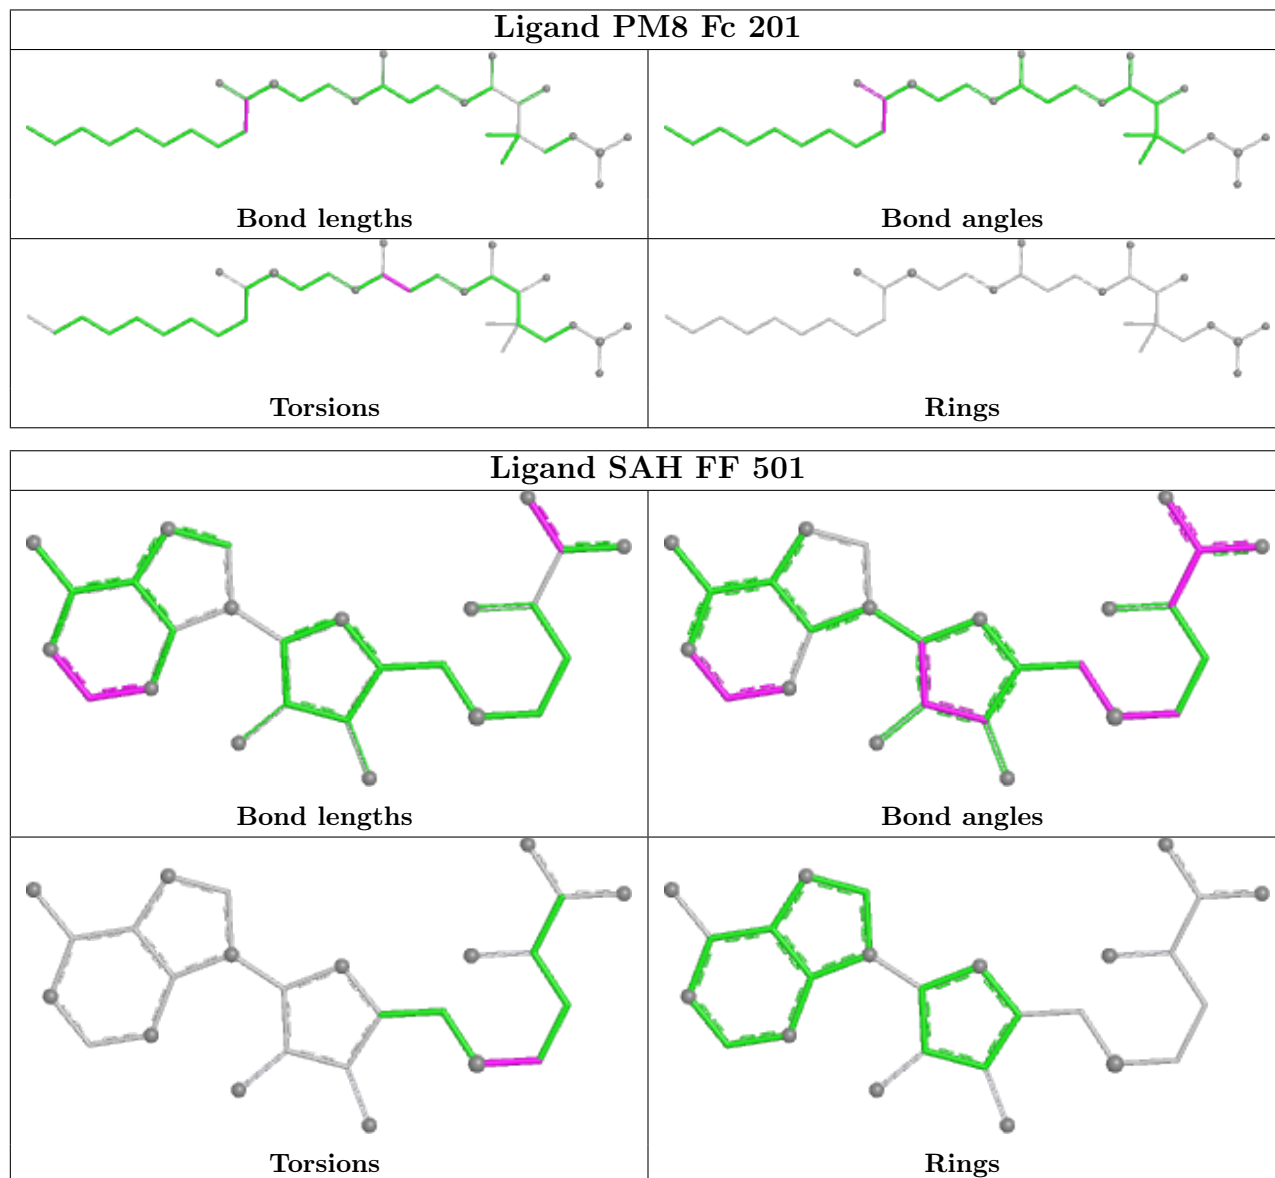 Ligand PM8 Fc 201
Bond lengths
Bond angles
Torsions
Rings
Ligand SAH FF 501
Bond lengths
Bond angles
Torsions
Rings